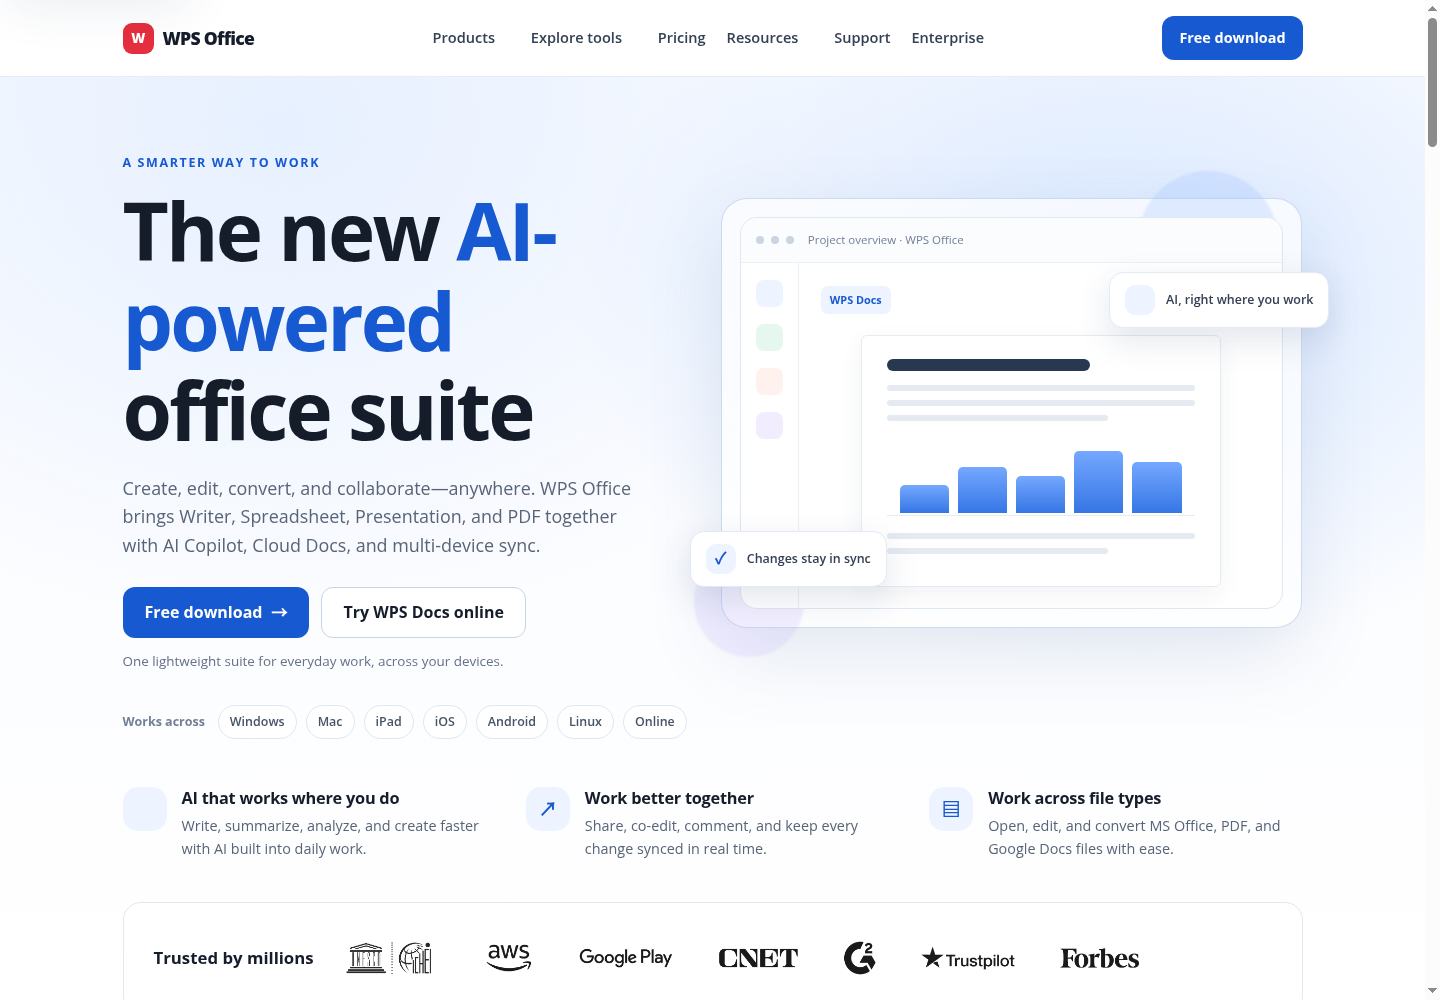 W WPS Office
Products Explore tools Pricing Resources Support Enterprise
Free download
A SMARTER WAY TO WORK
The new AI-
powered
office suite
Create, edit, convert, and collaborate—anywhere. WPS Office
brings Writer, Spreadsheet, Presentation, and PDF together
with AI Copilot, Cloud Docs, and multi-device sync.
Free download →
Try WPS Docs online
One lightweight suite for everyday work, across your devices.
Works across Windows Mac iPad iOS Android Linux Online
Project overview · WPS Office
WPS Docs
AI, right where you work
✓ Changes stay in sync
AI that works where you do
Write, summarize, analyze, and create faster
with AI built into daily work.
Work better together
Share, co-edit, comment, and keep every
change synced in real time.
Work across file types
Open, edit, and convert MS Office, PDF, and
Google Docs files with ease.
Trusted by millions
aws
Google Play
CNET
G2
Trustpilot
Forbes